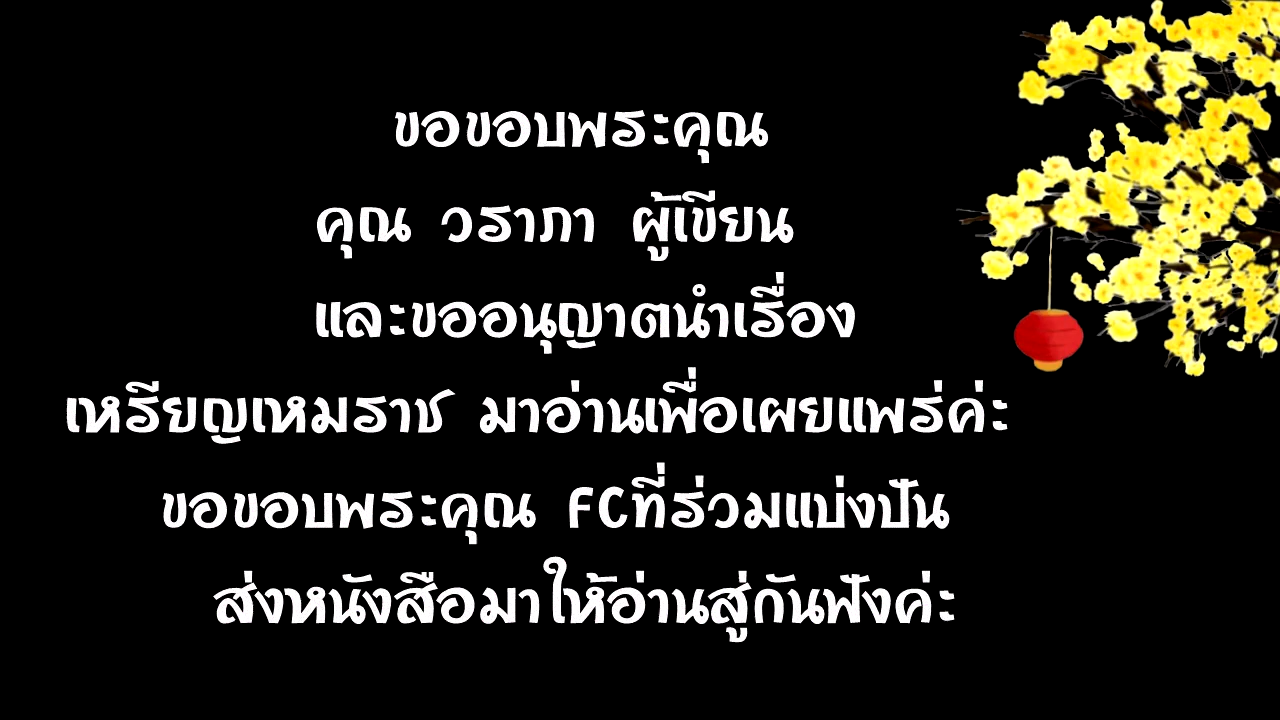 ขอขอบพระคุณ
คุณ วราภา ผู้เขียน
และขออนุญาตนำเรื่อง
เหรียญเหมราช มาอ่านเพื่อเผยแพร่ค่ะ
ขอขอบพระคุณ FCที่ร่วมแบ่งปัน
ส่งหนังสือมาให้อ่านสู่กันฟังค่ะ